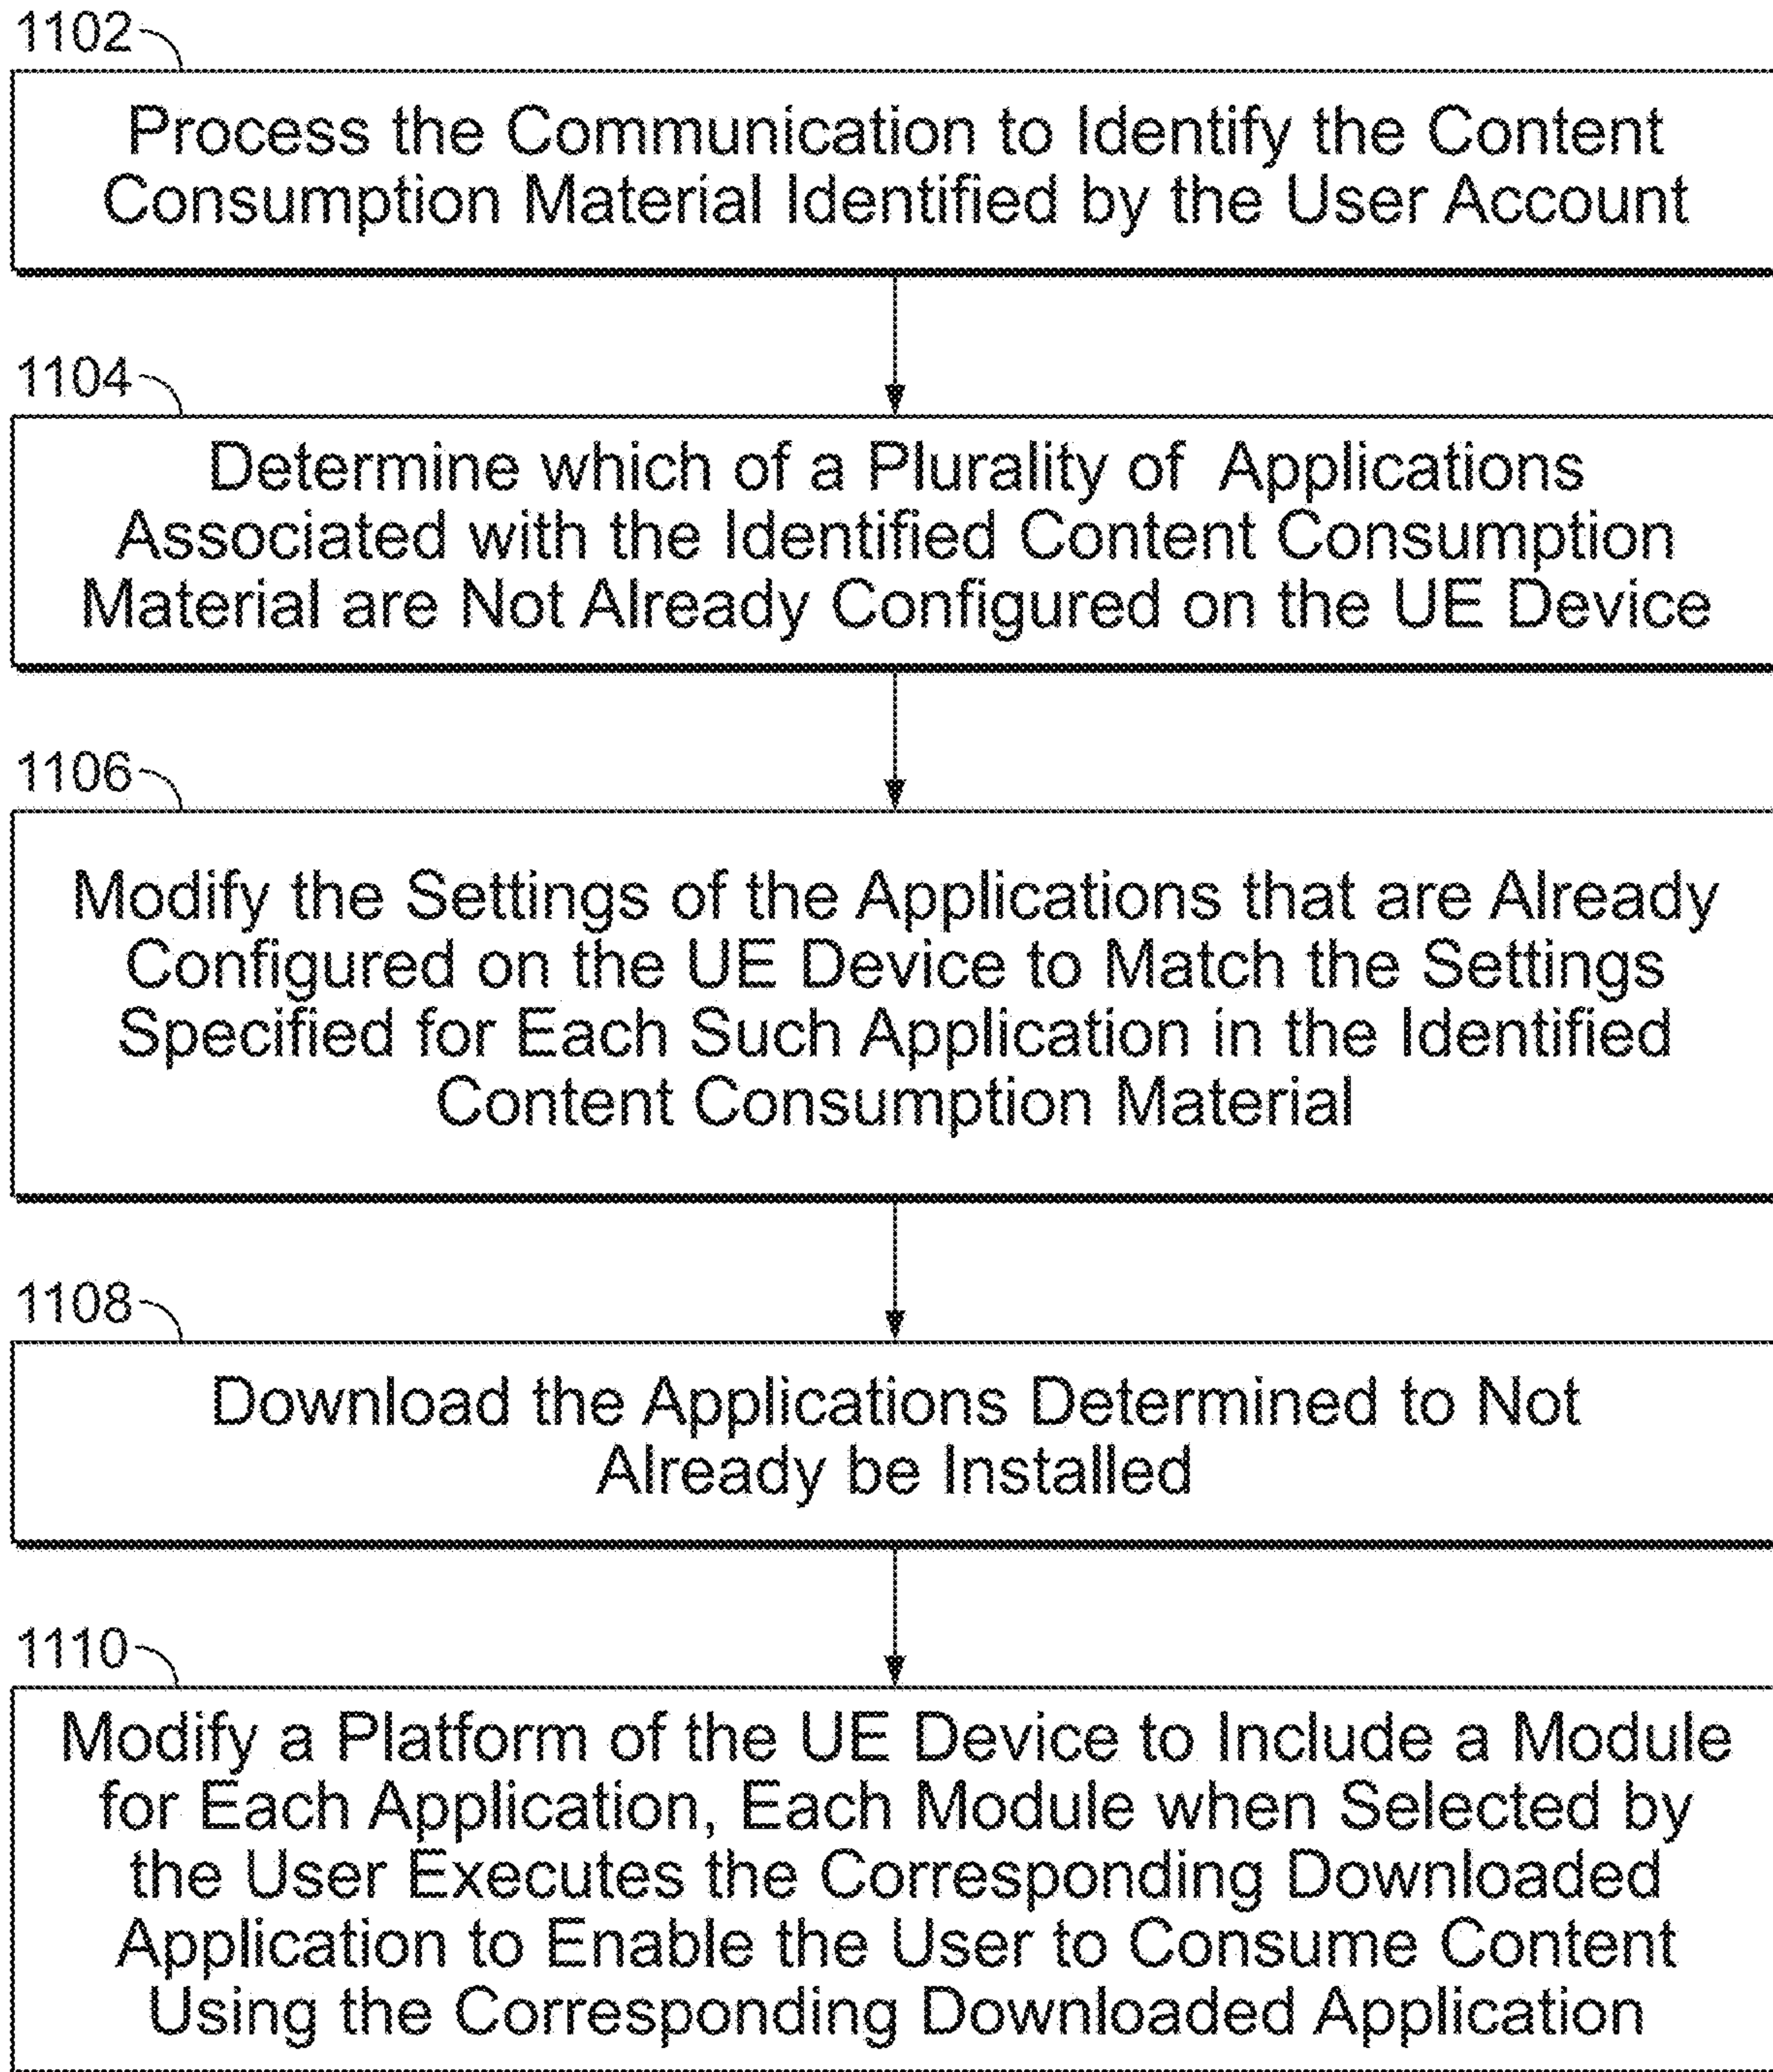 1102
Process the Communication to Identify the Content
Consumption Material Identified by the User Account
1104
Determine which of a Plurality of Applications
Associated with the Identified Content Consumption
Material are Not Already Configured on the UE Device
1106
Modify the Settings of the Applications that are Already
Configured on the UE Device to Match the Settings
Specified for Each Such Application in the Identified
Content Consumption Material
1108
Download the Applications Determined to Not
Already be Installed
1110
Modify a Platform of the UE Device to Include a Module
for Each Application, Each Module when Selected by
the User Executes the Corresponding Downloaded
Application to Enable the User to Consume Content
Using the Corresponding Downloaded Application